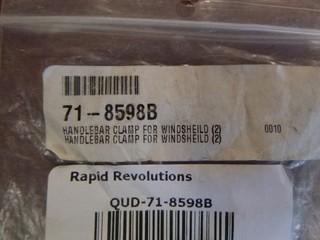 71--8598B
HANDLEBAR CLAMP FOR WINDSHEILD (2)
HANDLEBAR CLAMP FOR WINDSHEILD (2)
0010
Rapid Revolutions
QUD-71-8598B